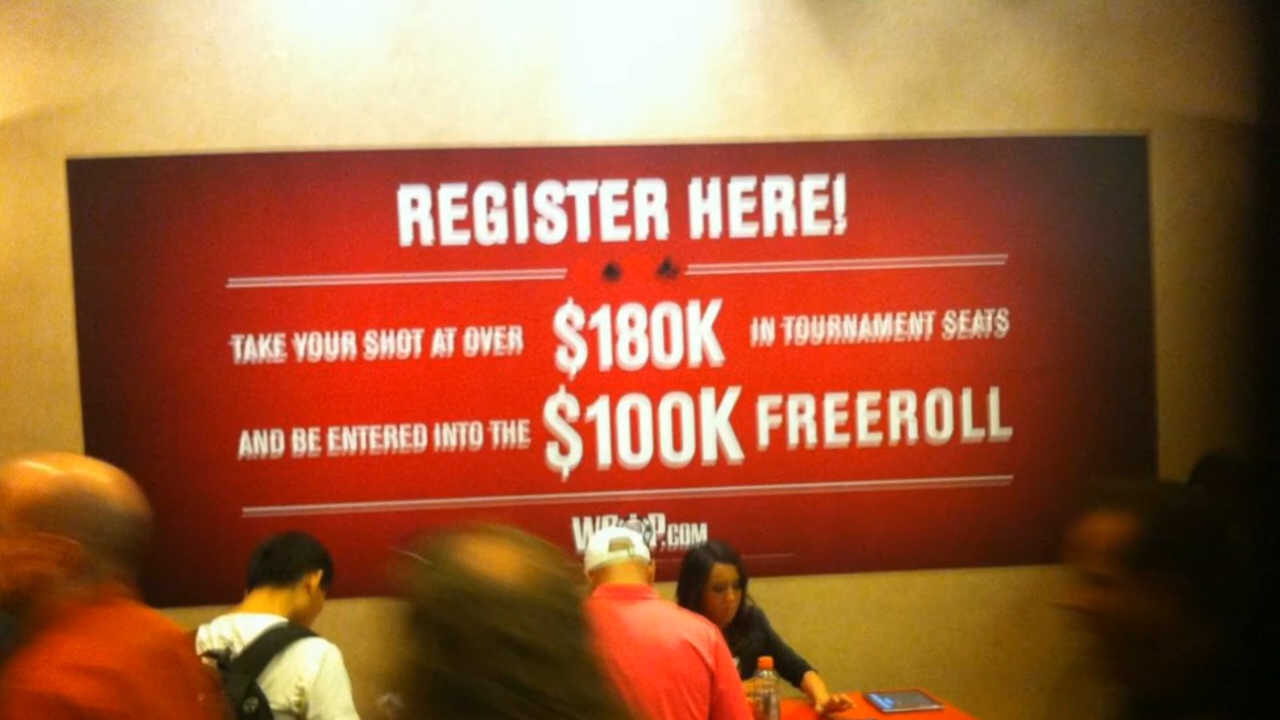 REGISTER HERE!
TAKE YOUR SHOT AT OVER $180K IN TOURNAMENT SEATS
AND BE ENTERED INTO THE $100K FREEROLL